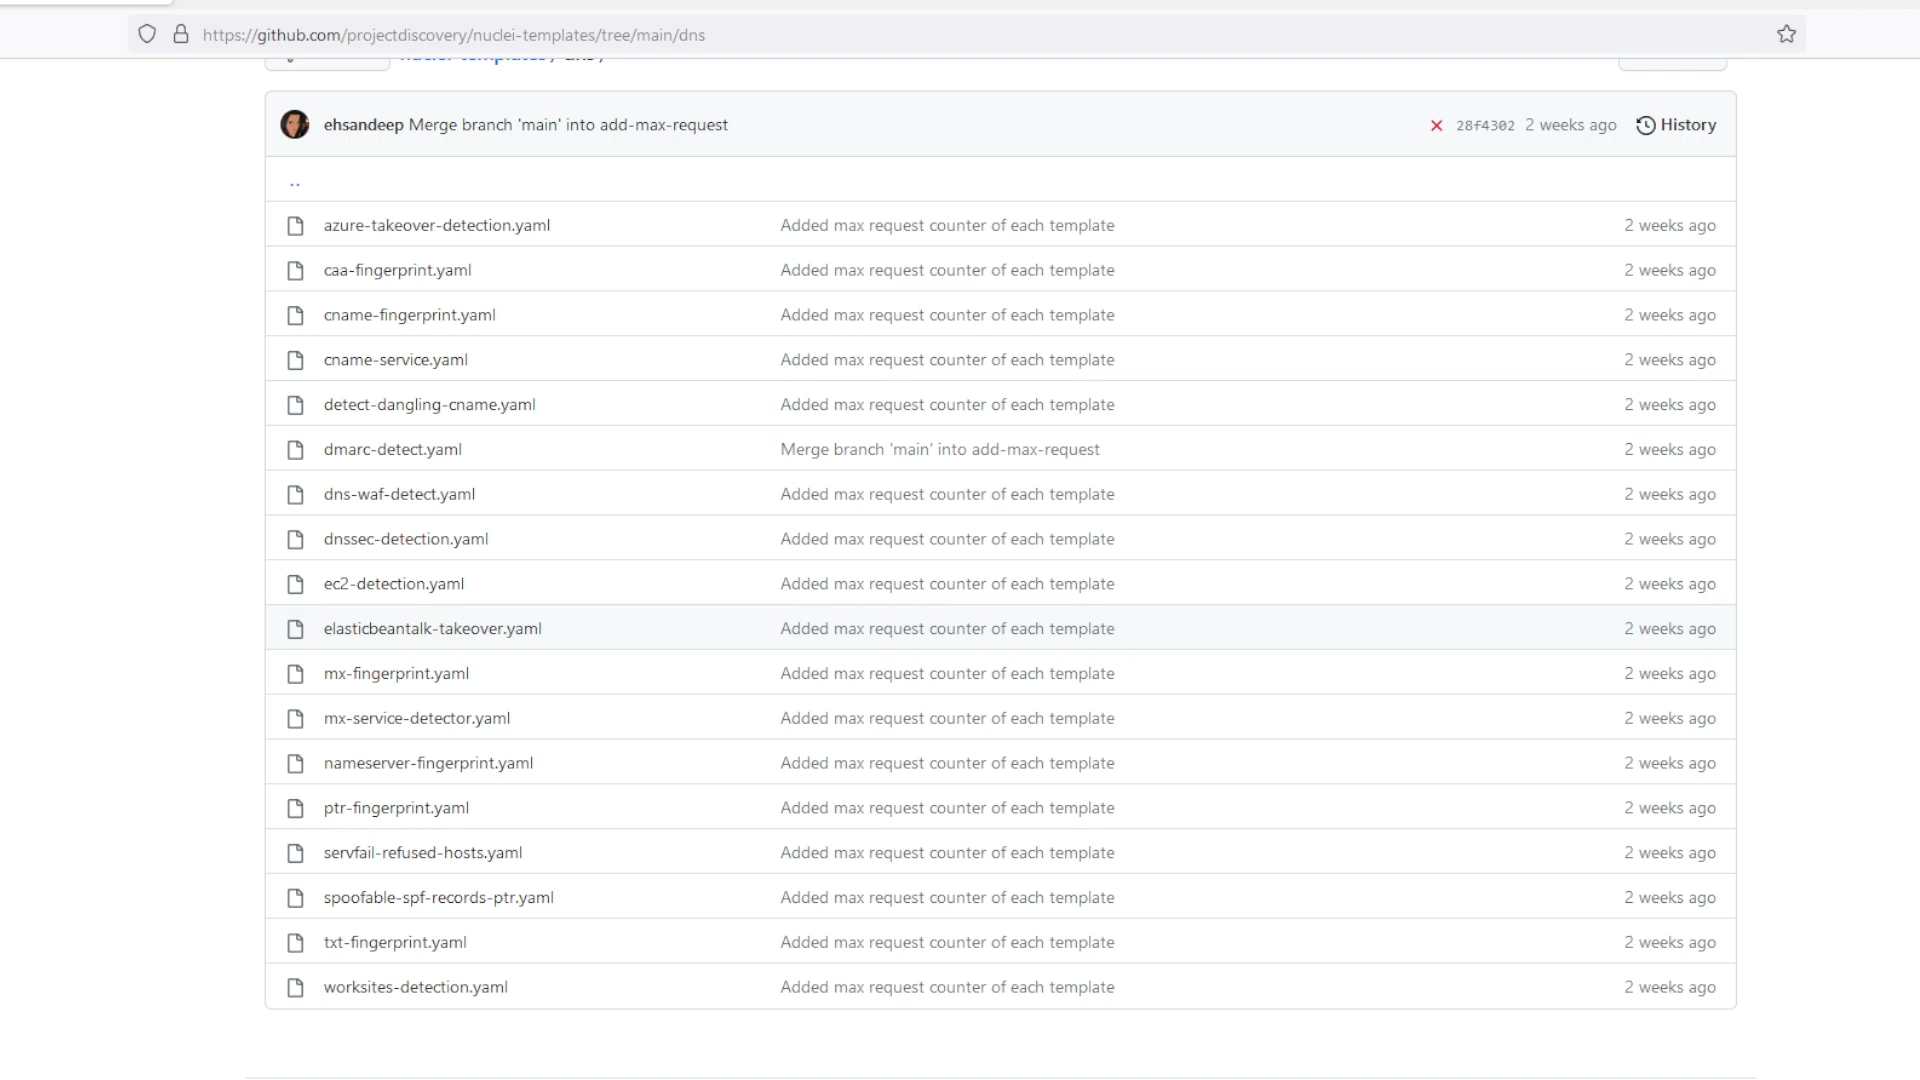 https://github.com/projectdiscovery/nuclei-templates/tree/main/dns
ehsandeep Merge branch 'main' into add-max-request 28f4302 2 weeks ago History
..
azure-takeover-detection.yaml Added max request counter of each template 2 weeks ago
caa-fingerprint.yaml Added max request counter of each template 2 weeks ago
cname-fingerprint.yaml Added max request counter of each template 2 weeks ago
cname-service.yaml Added max request counter of each template 2 weeks ago
detect-dangling-cname.yaml Added max request counter of each template 2 weeks ago
dmarc-detect.yaml Merge branch 'main' into add-max-request 2 weeks ago
dns-waf-detect.yaml Added max request counter of each template 2 weeks ago
dnssec-detection.yaml Added max request counter of each template 2 weeks ago
ec2-detection.yaml Added max request counter of each template 2 weeks ago
elasticbeantalk-takeover.yaml Added max request counter of each template 2 weeks ago
mx-fingerprint.yaml Added max request counter of each template 2 weeks ago
mx-service-detector.yaml Added max request counter of each template 2 weeks ago
nameserver-fingerprint.yaml Added max request counter of each template 2 weeks ago
ptr-fingerprint.yaml Added max request counter of each template 2 weeks ago
servfail-refused-hosts.yaml Added max request counter of each template 2 weeks ago
spoofable-spf-records-ptr.yaml Added max request counter of each template 2 weeks ago
txt-fingerprint.yaml Added max request counter of each template 2 weeks ago
worksites-detection.yaml Added max request counter of each template 2 weeks ago